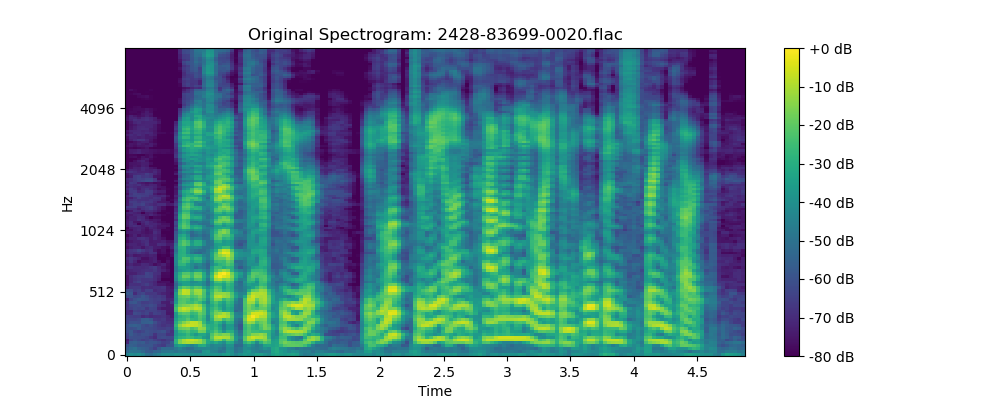 Original Spectrogram: 2428-83699-0020.flac
Hz
4096
2048
1024
512
0
0 0.5 1 1.5 2 2.5 3 3.5 4 4.5
Time
+0 dB
-10 dB
-20 dB
-30 dB
-40 dB
-50 dB
-60 dB
-70 dB
-80 dB